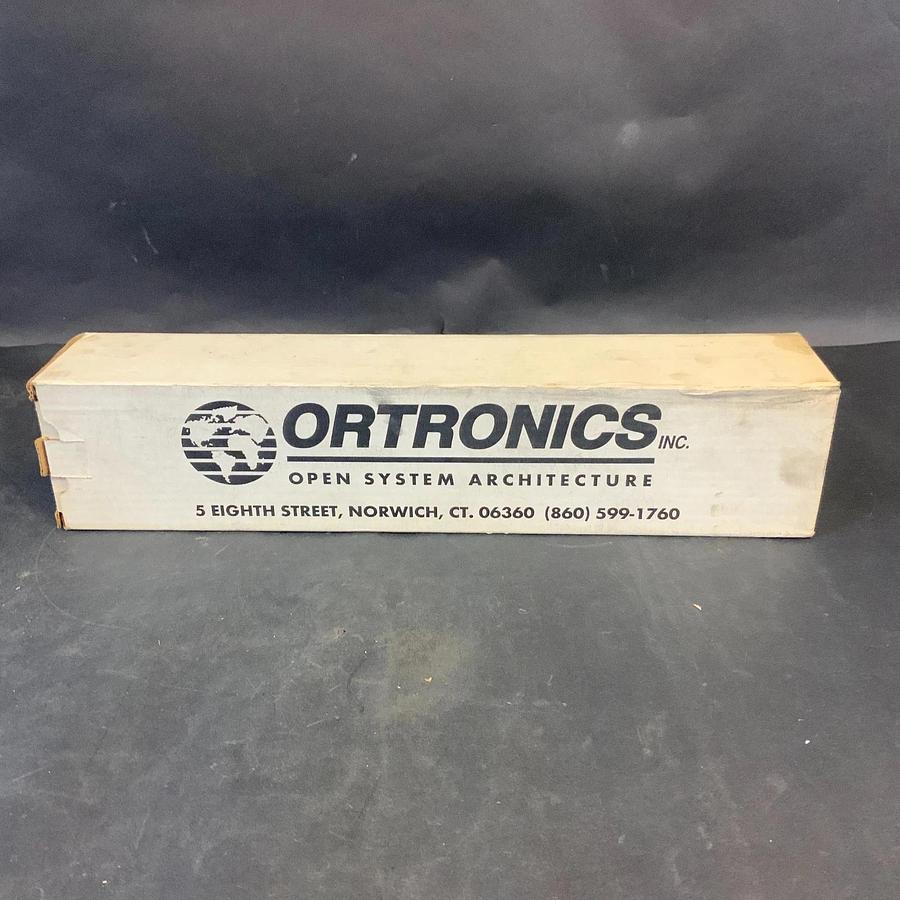 ORTRONICS INC.
OPEN SYSTEM ARCHITECTURE
5 EIGHTH STREET, NORWICH, CT. 06360 (860) 599-1760